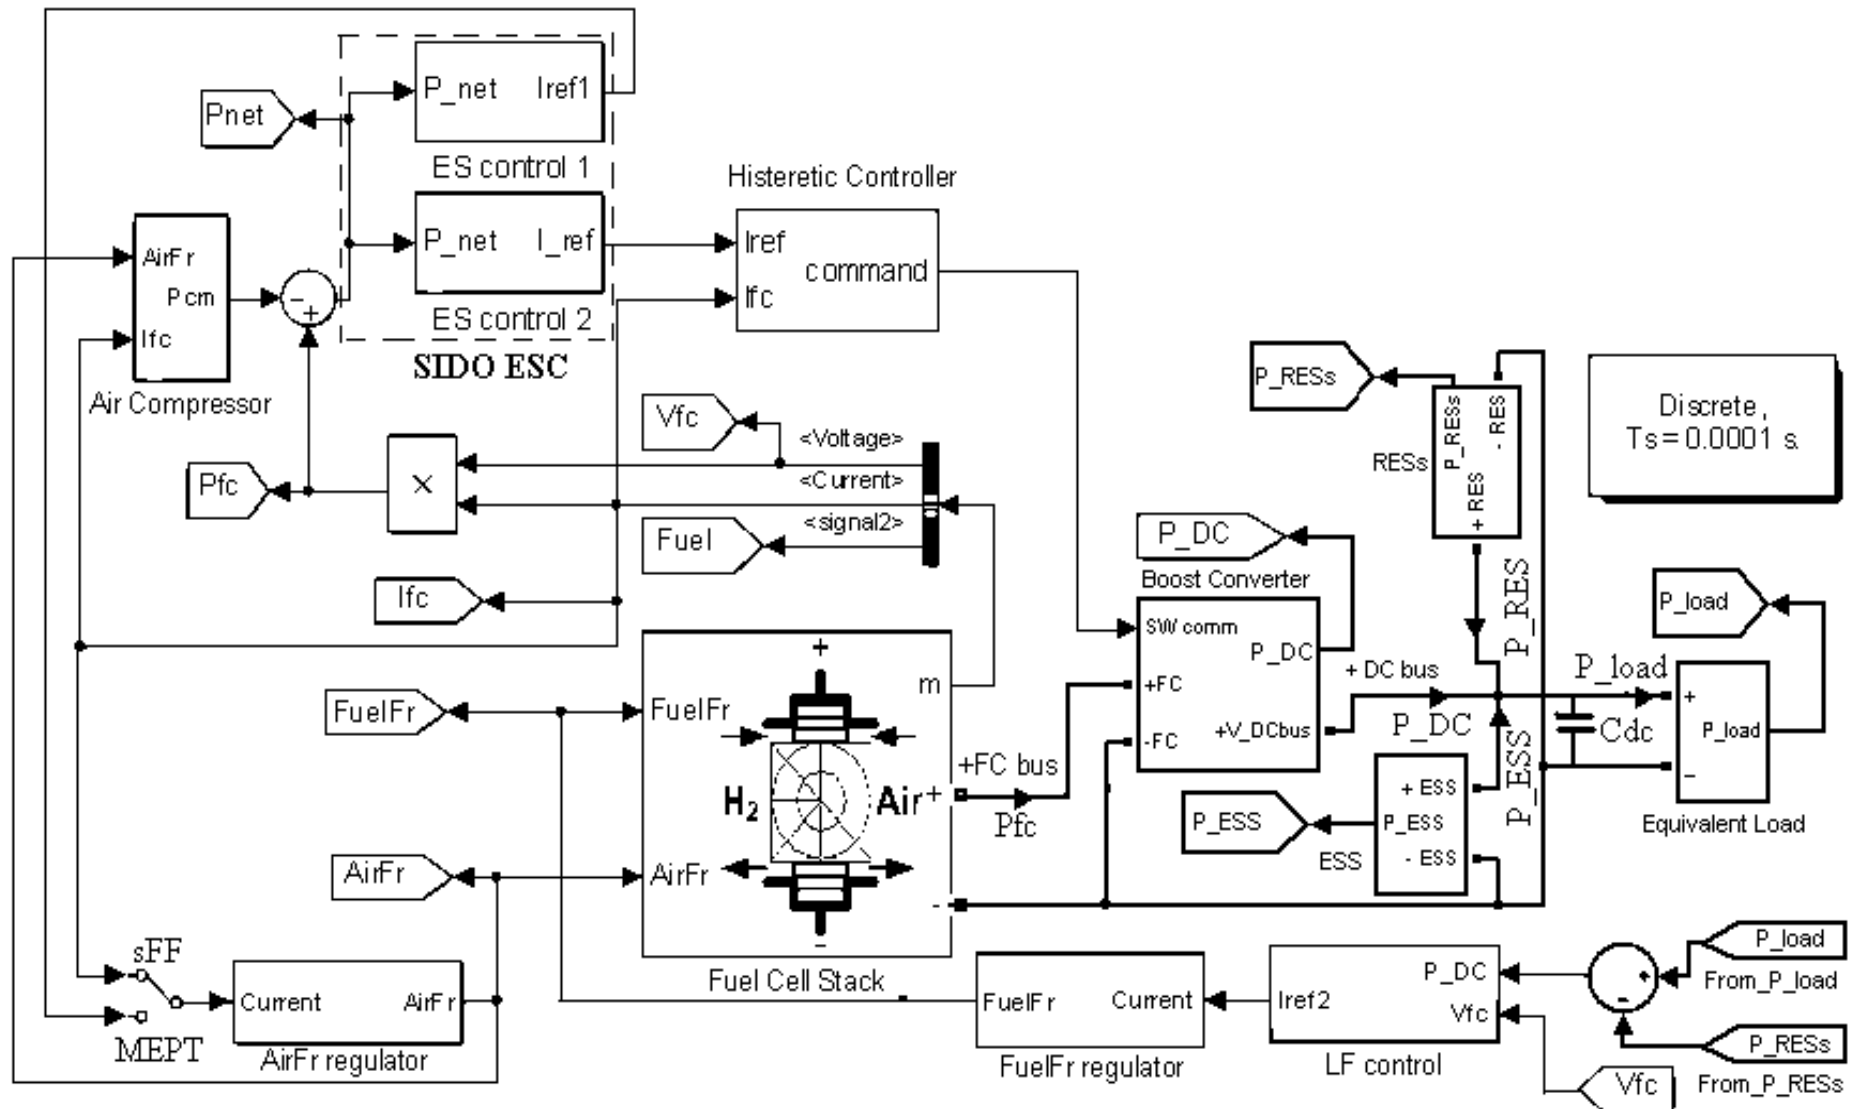 P_net Iref1
Pnet
ES control 1
Histeretic Controller
P_net I_ref
Iref
command
Ifc
AirFr
Pcm
Ifc
-
+
ES control 2
SIDO ESC
Air Compressor
P_RESs
P_RESs
- RES
+ RES
RESs
Discrete,
Ts = 0.0001 s.
Vfc
<Voltage>
Pfc
×
<Current>
<signal2>
Fuel
P_DC
Boost Converter
P_RES
Ifc
P_load
SW comm
P_DC
+FC
-FC
+V_DCbus
+ DC bus
P_DC
P_load
+
P_load
−
Cdc
Equivalent Load
FuelFr
FuelFr
+
m
H2
Air
+
-
−
AirFr
AirFr
Fuel Cell Stack
+FC bus
Pfc
P_ESS
+ ESS
P_ESS
- ESS
ESS
P_ESS
sFF
MEPT
Current AirFr
AirFr regulator
FuelFr Current
FuelFr regulator
P_DC
Iref2
Vfc
LF control
+
-
P_load
From_P_load
P_RESs
From_P_RESs
Vfc